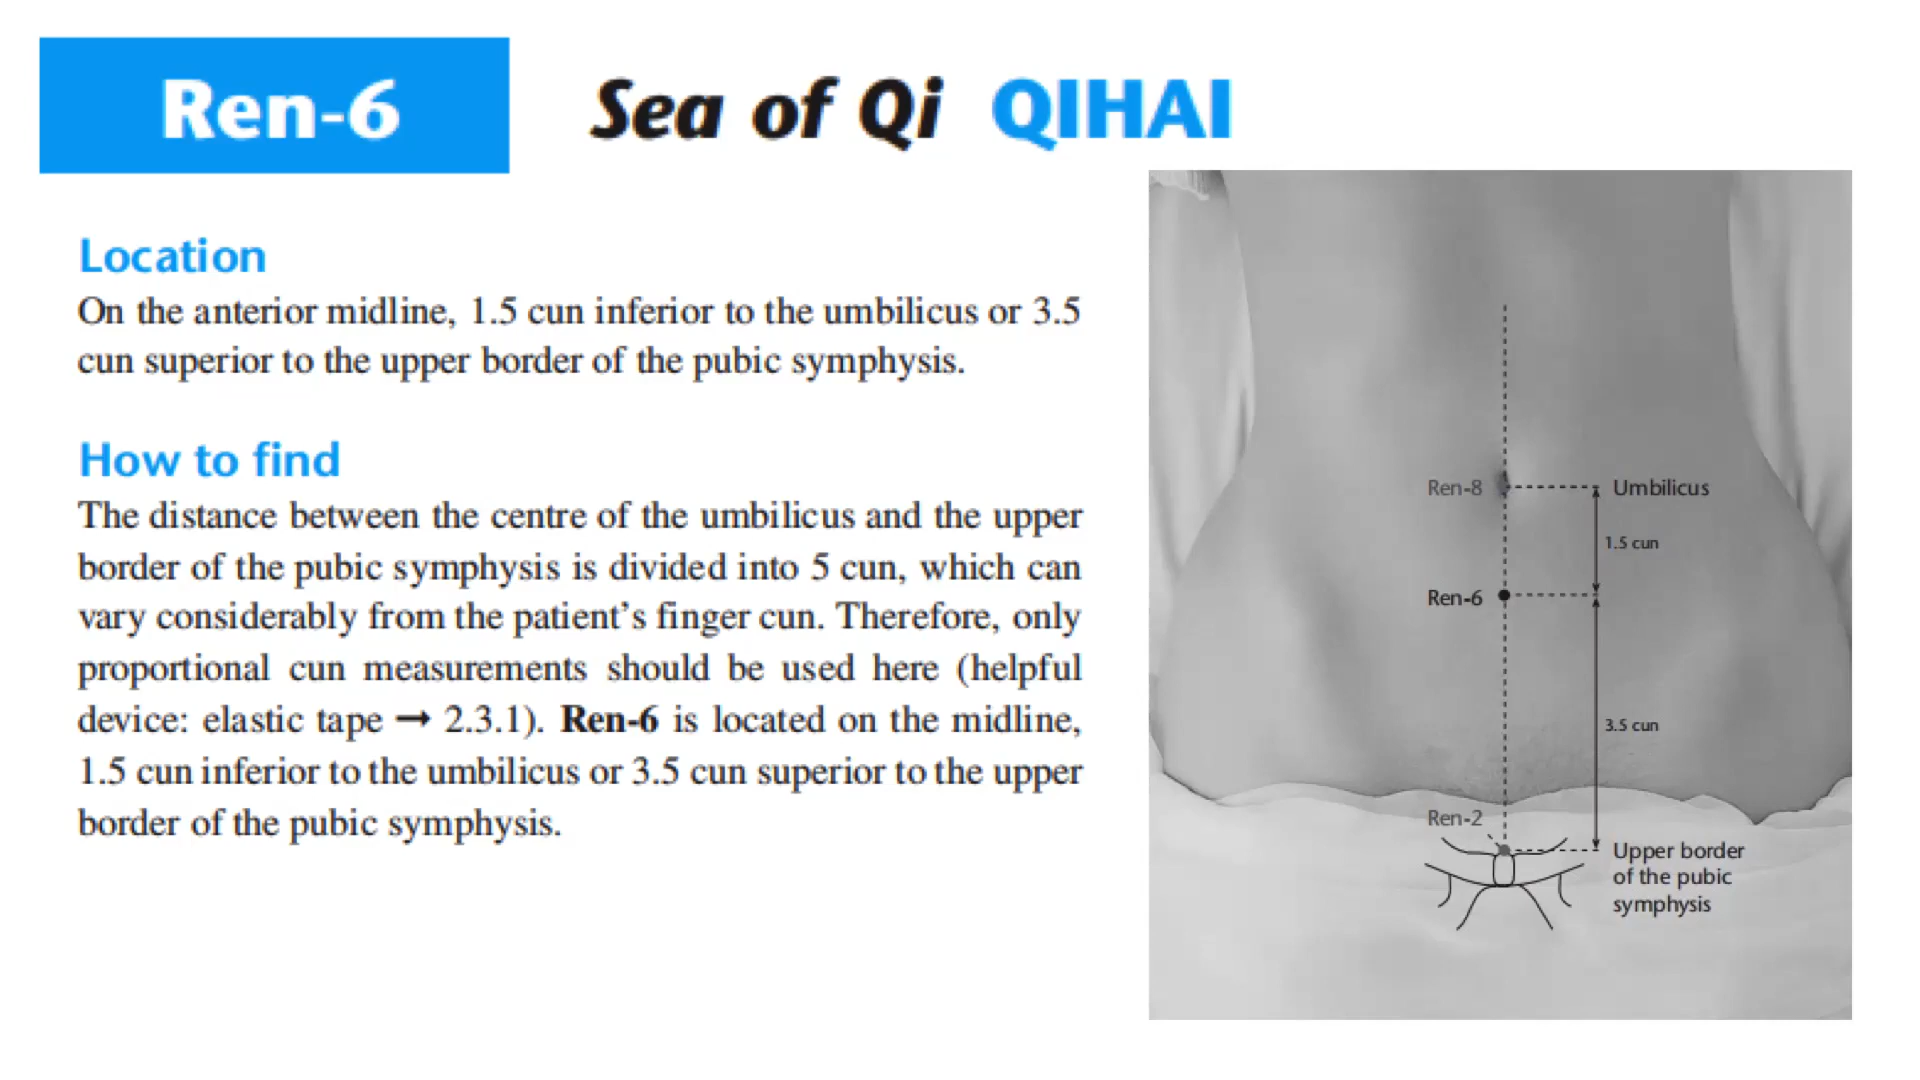 Ren-6
Sea of Qi QIHAI
Location
On the anterior midline, 1.5 cun inferior to the umbilicus or 3.5
cun superior to the upper border of the pubic symphysis.
How to find
The distance between the centre of the umbilicus and the upper
border of the pubic symphysis is divided into 5 cun, which can
vary considerably from the patient’s finger cun. Therefore, only
proportional cun measurements should be used here (helpful
device: elastic tape → 2.3.1). Ren-6 is located on the midline,
1.5 cun inferior to the umbilicus or 3.5 cun superior to the upper
border of the pubic symphysis.
Ren-8
Umbilicus
1.5 cun
Ren-6
3.5 cun
Ren-2
Upper border
of the pubic
symphysis